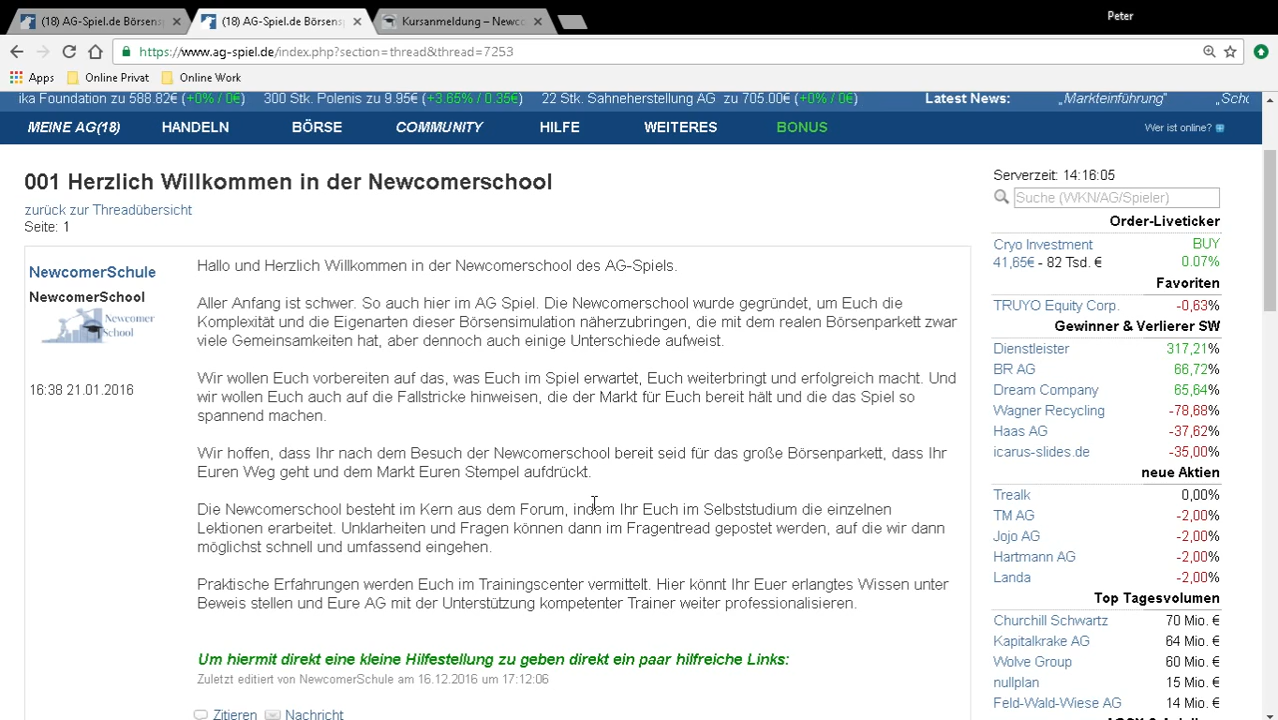 Peter
(18) AG-Spiel.de Börsens
(18) AG-Spiel.de Börsens
Kursanmeldung – Newc
https://www.ag-spiel.de/index.php?section=thread&thread=7253
Apps
Online Privat
Online Work
ika Foundation zu 588.82€ (+0% / 0€)
300 Stk. Polenis zu 9.95€ (+3.65% / 0.35€)
22 Stk. Sahneherstellung AG zu 705.00€ (+0% / 0€)
Latest News:
„Markteinführung"
„Sch
MEINE AG(18)
HANDELN
BÖRSE
COMMUNITY
HILFE
WEITERES
BONUS
Wer ist online?
001 Herzlich Willkommen in der Newcomerschool
zurück zur Threadübersicht
Seite: 1
NewcomerSchule
NewcomerSchool
Newcomer
School
16:38 21.01.2016
Hallo und Herzlich Willkommen in der Newcomerschool des AG-Spiels.
Aller Anfang ist schwer. So auch hier im AG Spiel. Die Newcomerschool wurde gegründet, um Euch die
Komplexität und die Eigenarten dieser Börsensimulation näherzubringen, die mit dem realen Börsenparkett zwar
viele Gemeinsamkeiten hat, aber dennoch auch einige Unterschiede aufweist.
Wir wollen Euch vorbereiten auf das, was Euch im Spiel erwartet, Euch weiterbringt und erfolgreich macht. Und
wir wollen Euch auch auf die Fallstricke hinweisen, die der Markt für Euch bereit hält und die das Spiel so
spannend machen.
Wir hoffen, dass Ihr nach dem Besuch der Newcomerschool bereit seid für das große Börsenparkett, dass Ihr
Euren Weg geht und dem Markt Euren Stempel aufdrückt.
Die Newcomerschool besteht im Kern aus dem Forum, indem Ihr Euch im Selbststudium die einzelnen
Lektionen erarbeitet. Unklarheiten und Fragen können dann im Fragentread gepostet werden, auf die wir dann
möglichst schnell und umfassend eingehen.
Praktische Erfahrungen werden Euch im Trainingscenter vermittelt. Hier könnt Ihr Euer erlangtes Wissen unter
Beweis stellen und Eure AG mit der Unterstützung kompetenter Trainer weiter professionalisieren.
Um hiermit direkt eine kleine Hilfestellung zu geben direkt ein paar hilfreiche Links:
Zuletzt editiert von NewcomerSchule am 16.12.2016 um 17:12:06
Zitieren
Nachricht
Serverzeit: 14:16:05
Suche (WKN/AG/Spieler)
Order-Liveticker
Cryo Investment BUY
41,65€ - 82 Tsd. € 0.07%
Favoriten
TRUYO Equity Corp. -0,63%
Gewinner & Verlierer SW
Dienstleister 317,21%
BR AG 66,72%
Dream Company 65,64%
Wagner Recycling -78,68%
Haas AG -37,62%
icarus-slides.de -35,00%
neue Aktien
Trealk 0,00%
TM AG -2,00%
Jojo AG -2,00%
Hartmann AG -2,00%
Landa -2,00%
Top Tagesvolumen
Churchill Schwartz 70 Mio. €
Kapitalkrake AG 64 Mio. €
Wolve Group 60 Mio. €
nullplan 15 Mio. €
Feld-Wald-Wiese AG 14 Mio. €